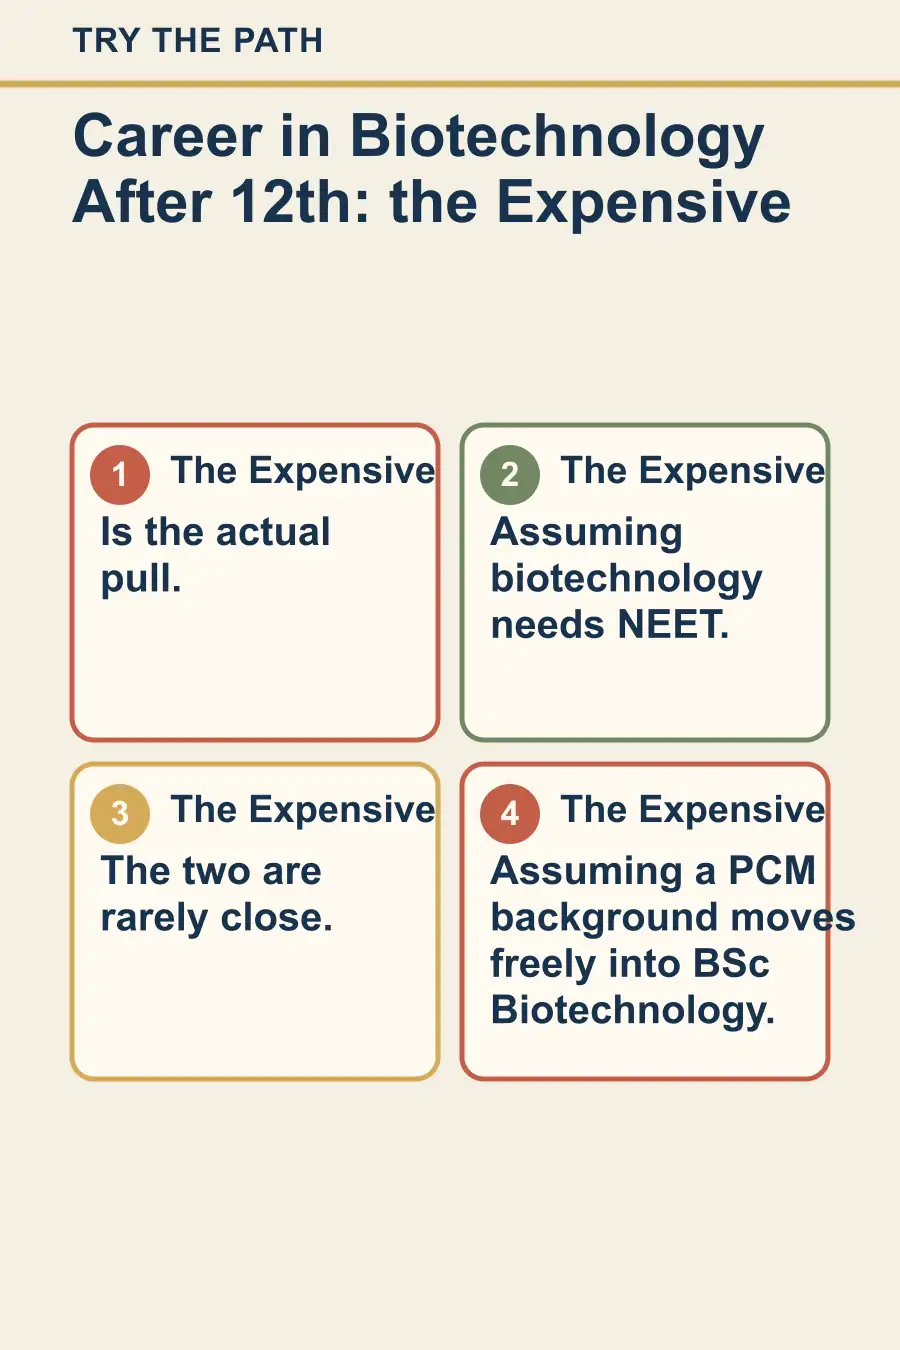 TRY THE PATH
Career in Biotechnology
After 12th: the Expensive
1 The Expensive
Is the actual
pull.
2 The Expensive
Assuming
biotechnology
needs NEET.
3 The Expensive
The two are
rarely close.
4 The Expensive
Assuming a PCM
background moves
freely into BSc
Biotechnology.